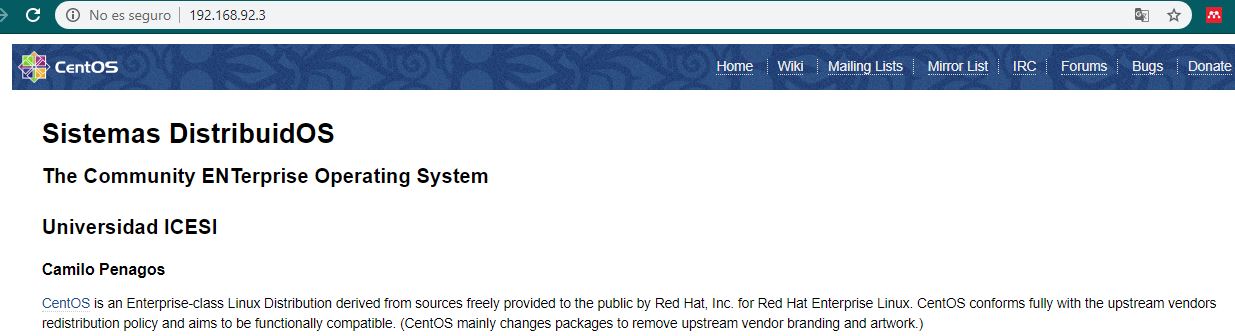 No es seguro 192.168.92.3
CentOS Home Wiki Mailing Lists Mirror List IRC Forums Bugs Donate
Sistemas DistribuidOS
The Community ENTerprise Operating System
Universidad ICESI
Camilo Penagos
CentOS is an Enterprise-class Linux Distribution derived from sources freely provided to the public by Red Hat, Inc. for Red Hat Enterprise Linux. CentOS conforms fully with the upstream vendors
redistribution policy and aims to be functionally compatible. (CentOS mainly changes packages to remove upstream vendor branding and artwork.)